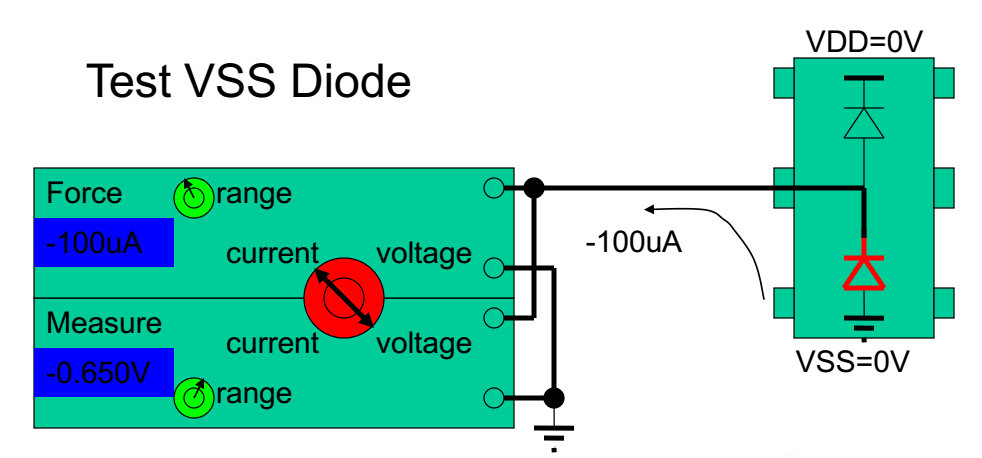 VDD=0V
Test VSS Diode
Force
range
-100uA
current voltage
-100uA
Measure
current voltage
-0.650V
range
VSS=0V